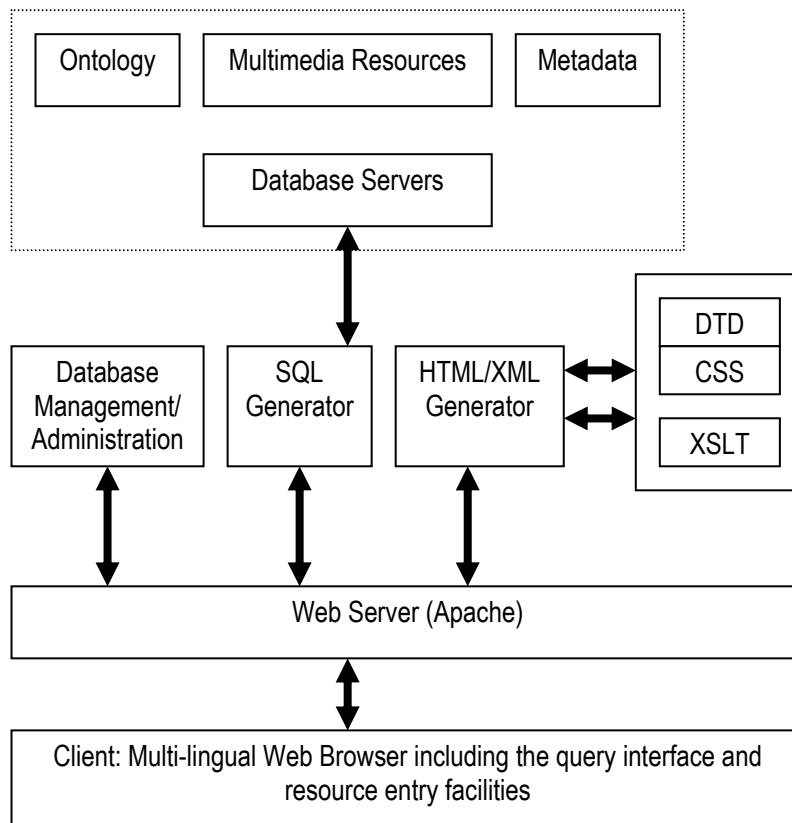 Ontology
Multimedia Resources
Metadata
Database Servers
DTD
CSS
XSLT
Database
Management/
Administration
SQL
Generator
HTML/XML
Generator
Web Server (Apache)
Client: Multi-lingual Web Browser including the query interface and
resource entry facilities